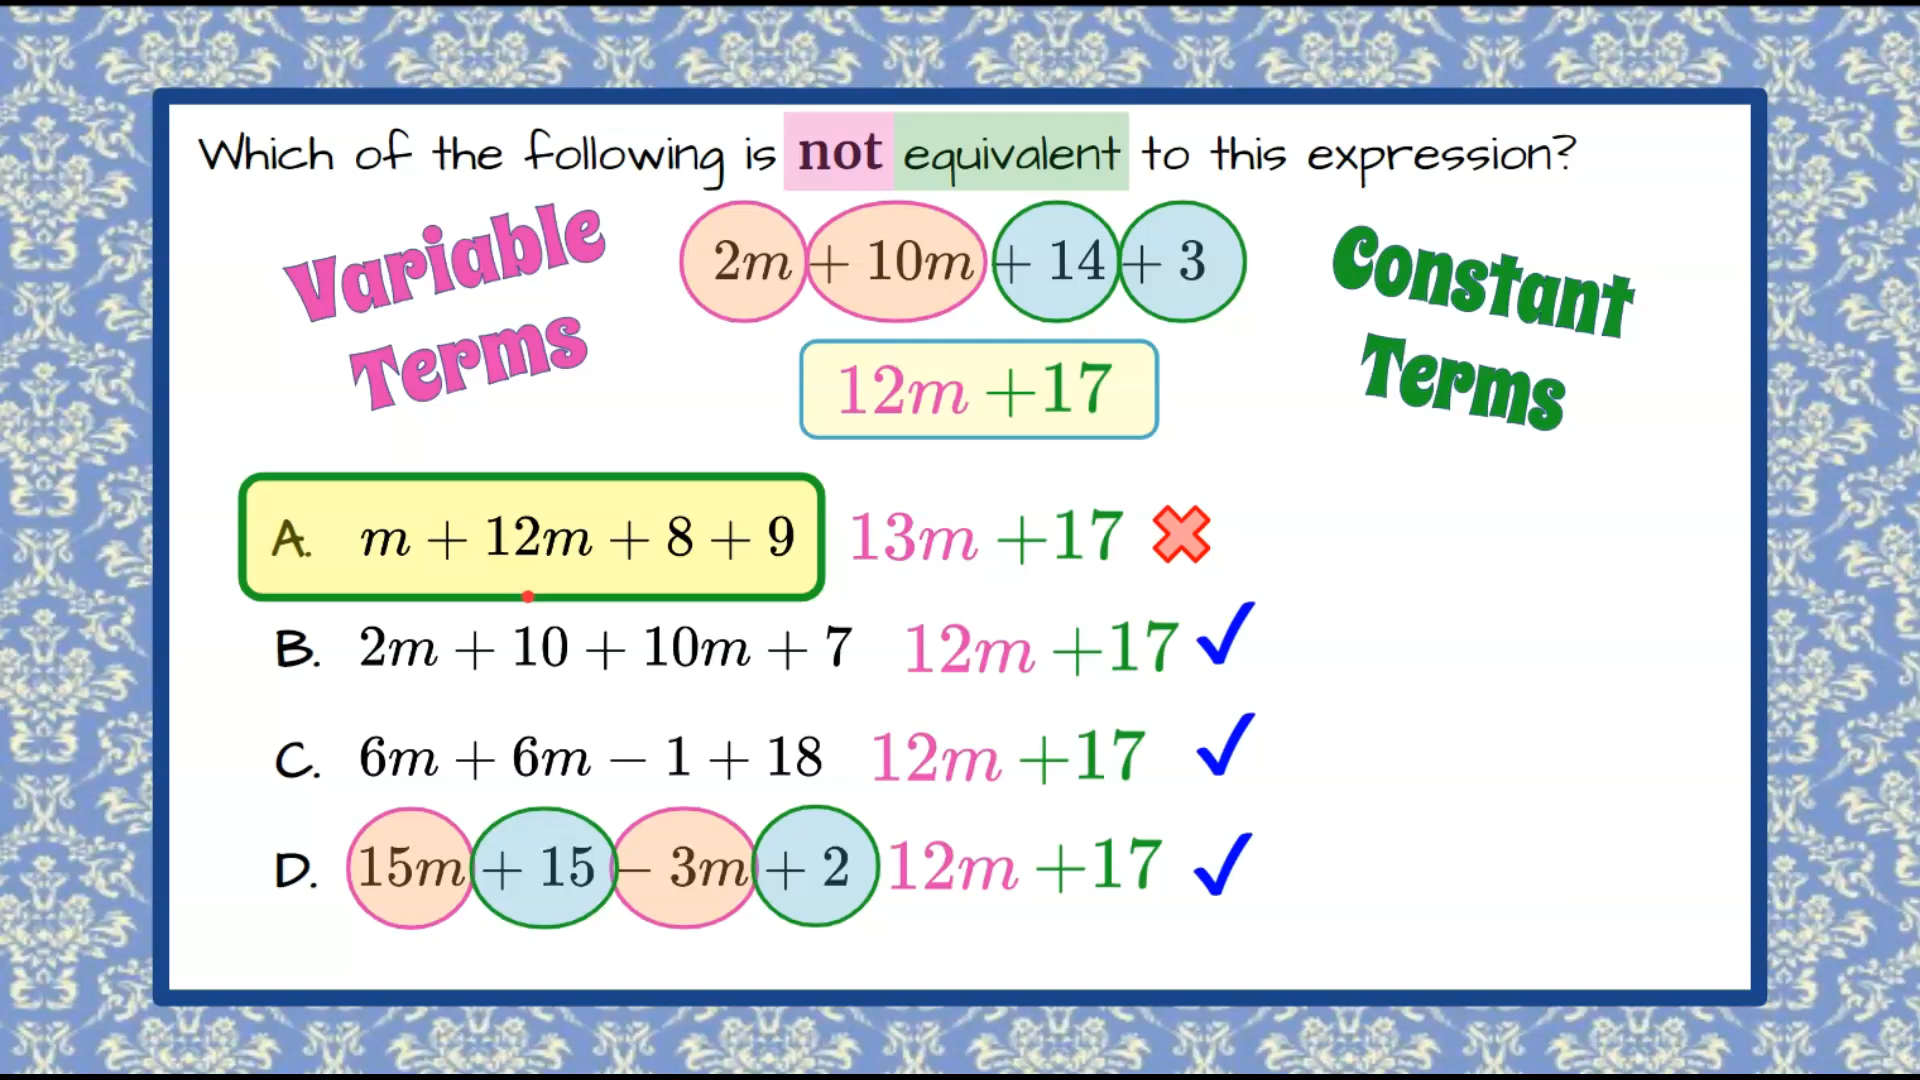 Which of the following is not equivalent to this expression?
Variable
Terms
2m + 10m + 14 + 3
Constant
Terms
12m +17
A. m + 12m + 8 + 9 13m +17
B. 2m + 10 + 10m + 7 12m +17
C. 6m + 6m − 1 + 18 12m +17
D. 15m + 15 − 3m + 2 12m +17